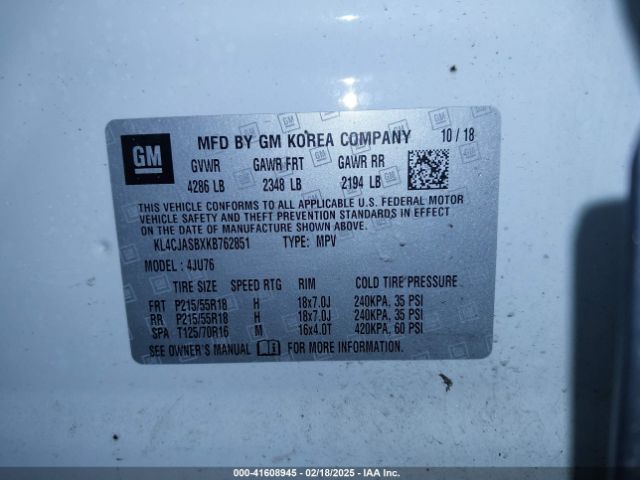 GM MFD BY GM KOREA COMPANY 10 / 18
GVWR GAWR FRT GAWR RR
4286 LB 2348 LB 2194 LB
THIS VEHICLE CONFORMS TO ALL APPLICABLE U.S. FEDERAL MOTOR
VEHICLE SAFETY AND THEFT PREVENTION STANDARDS IN EFFECT ON
THE DATE OF MANUFACTURE SHOWN ABOVE.
KL4CJASBXKB762851 TYPE: MPV
MODEL : 4JU76
TIRE SIZE SPEED RTG RIM COLD TIRE PRESSURE
FRT P215/55R18 H 18x7.0J 240KPA, 35 PSI
RR P215/55R18 H 18x7.0J 240KPA, 35 PSI
SPA T125/70R16 M 16x4.0T 420KPA, 60 PSI
SEE OWNER'S MANUAL FOR MORE INFORMATION
000-41608945 - 02/18/2025 - IAA Inc.